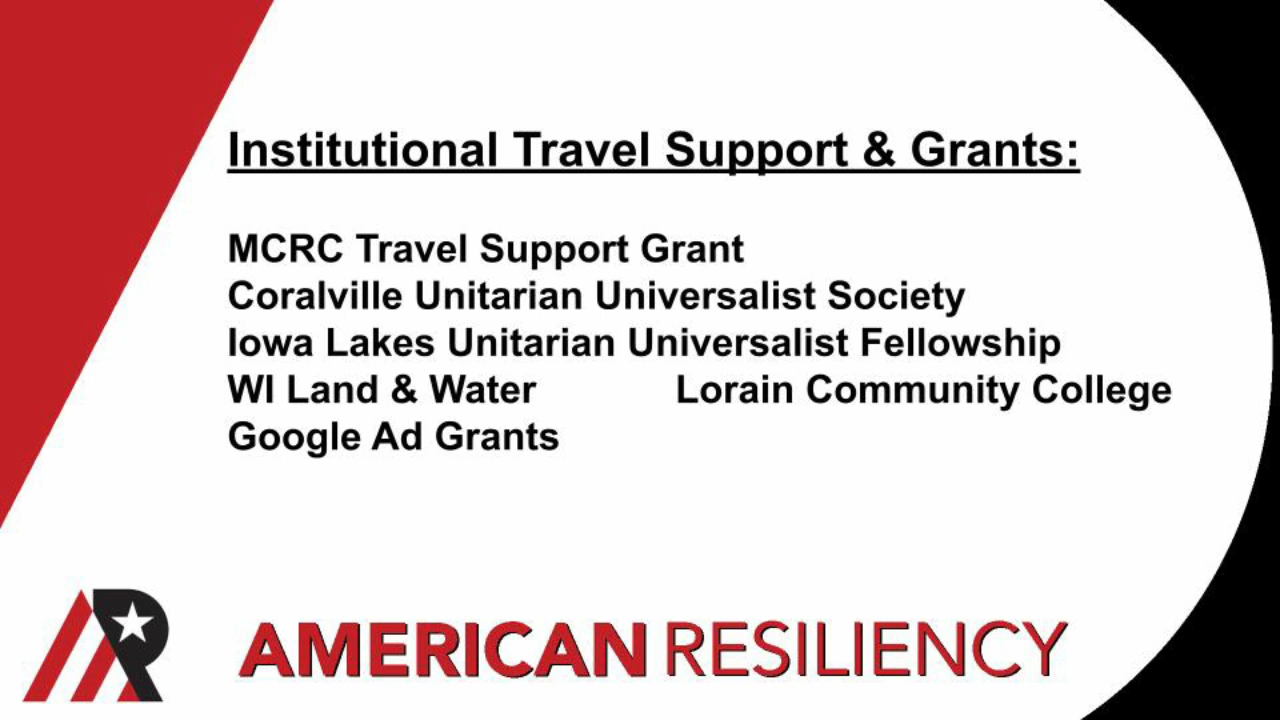 Institutional Travel Support & Grants:
MCRC Travel Support Grant
Coralville Unitarian Universalist Society
Iowa Lakes Unitarian Universalist Fellowship
WI Land & Water Lorain Community College
Google Ad Grants
AR
AMERICAN RESILIENCY